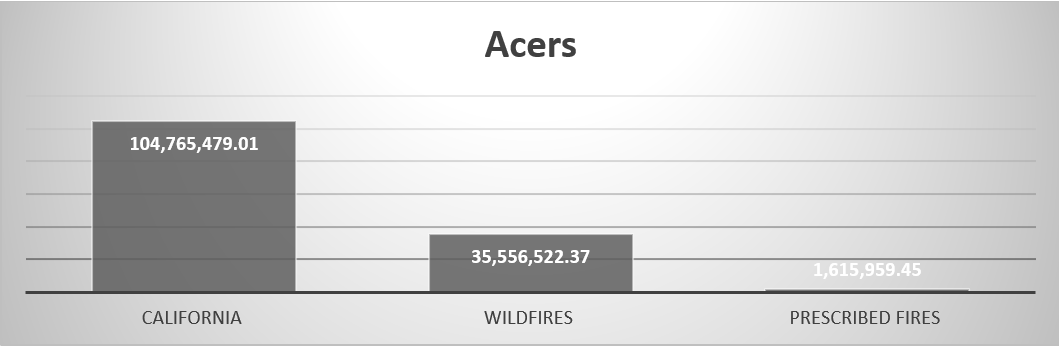 Acers
104,765,479.01
35,556,522.37
1,615,959.45
CALIFORNIA
WILDFIRES
PRESCRIBED FIRES